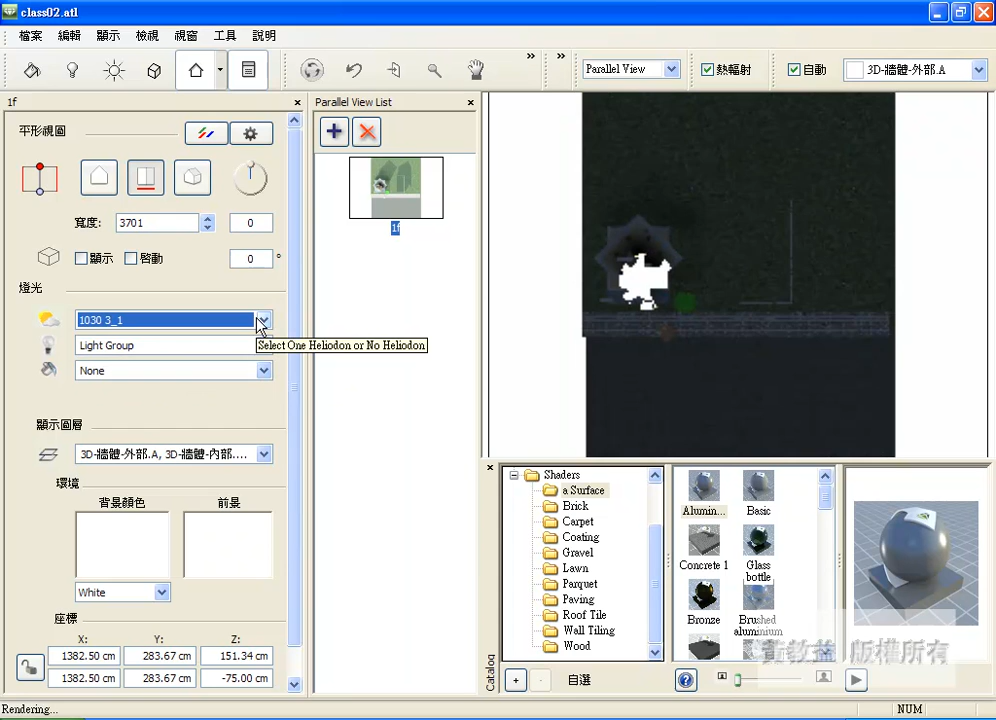 class02.atl
檔案 編輯 顯示 檢視 視窗 工具 說明
Parallel View 熱輻射 自動 3D-牆體-外部.A
1f
Parallel View List
平形視圖
1f
寬度: 3701 0
顯示 啓動 0 °
燈光
1030 3_1
Light Group
Select One Heliodon or No Heliodon
None
顯示圖層
3D-牆體-外部.A, 3D-牆體-內部....
環境
背景顏色 前景
White
座標
X: Y: Z:
1382.50 cm 283.67 cm 151.34 cm
1382.50 cm 283.67 cm -75.00 cm
Shaders
a Surface
Brick
Carpet
Coating
Gravel
Lawn
Parquet
Paving
Roof Tile
Wall Tiling
Wood
Alumin... Basic
Concrete 1 Glass bottle
Bronze Brushed aluminium
Catalog
自選
黃教益 版權所有
Rendering... NUM